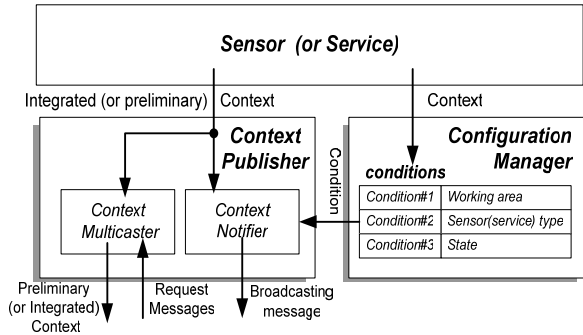 Sensor (or Service)
Integrated (or preliminary) Context
Context
Context
Publisher
Configuration
Manager
Condition
conditions
Condition#1 Working area
Condition#2 Sensor(service) type
Condition#3 State
Context
Multicaster
Context
Notifier
Preliminary
(or Integrated)
Context
Request
Messages
Broadcasting
message